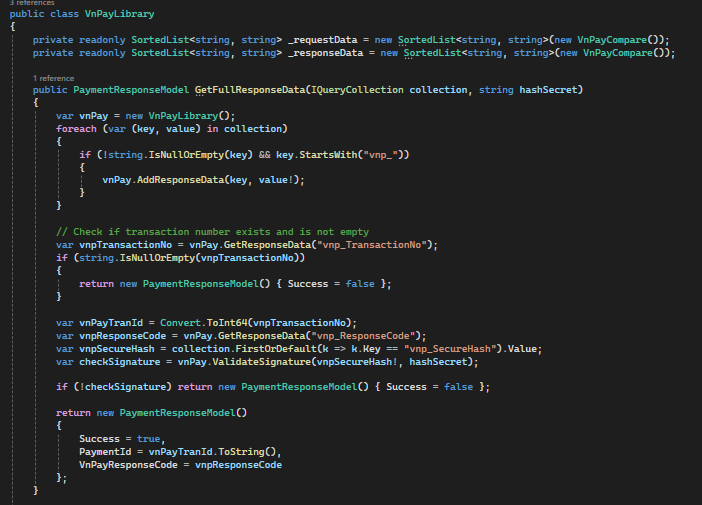 3 references
public class VnPayLibrary
{
private readonly SortedList<string, string> _requestData = new SortedList<string, string>(new VnPayCompare());
private readonly SortedList<string, string> _responseData = new SortedList<string, string>(new VnPayCompare());
1 reference
public PaymentResponseModel GetFullResponseData(IQueryCollection collection, string hashSecret)
{
var vnPay = new VnPayLibrary();
foreach (var (key, value) in collection)
{
if (!string.IsNullOrEmpty(key) && key.StartsWith("vnp_"))
{
vnPay.AddResponseData(key, value!);
}
}
// Check if transaction number exists and is not empty
var vnpTransactionNo = vnPay.GetResponseData("vnp_TransactionNo");
if (string.IsNullOrEmpty(vnpTransactionNo))
{
return new PaymentResponseModel() { Success = false };
}
var vnPayTranId = Convert.ToInt64(vnpTransactionNo);
var vnpResponseCode = vnPay.GetResponseData("vnp_ResponseCode");
var vnpSecureHash = collection.FirstOrDefault(k => k.Key == "vnp_SecureHash").Value;
var checkSignature = vnPay.ValidateSignature(vnpSecureHash!, hashSecret);
if (!checkSignature) return new PaymentResponseModel() { Success = false };
return new PaymentResponseModel()
{
Success = true,
PaymentId = vnPayTranId.ToString(),
VnPayResponseCode = vnpResponseCode
};
}